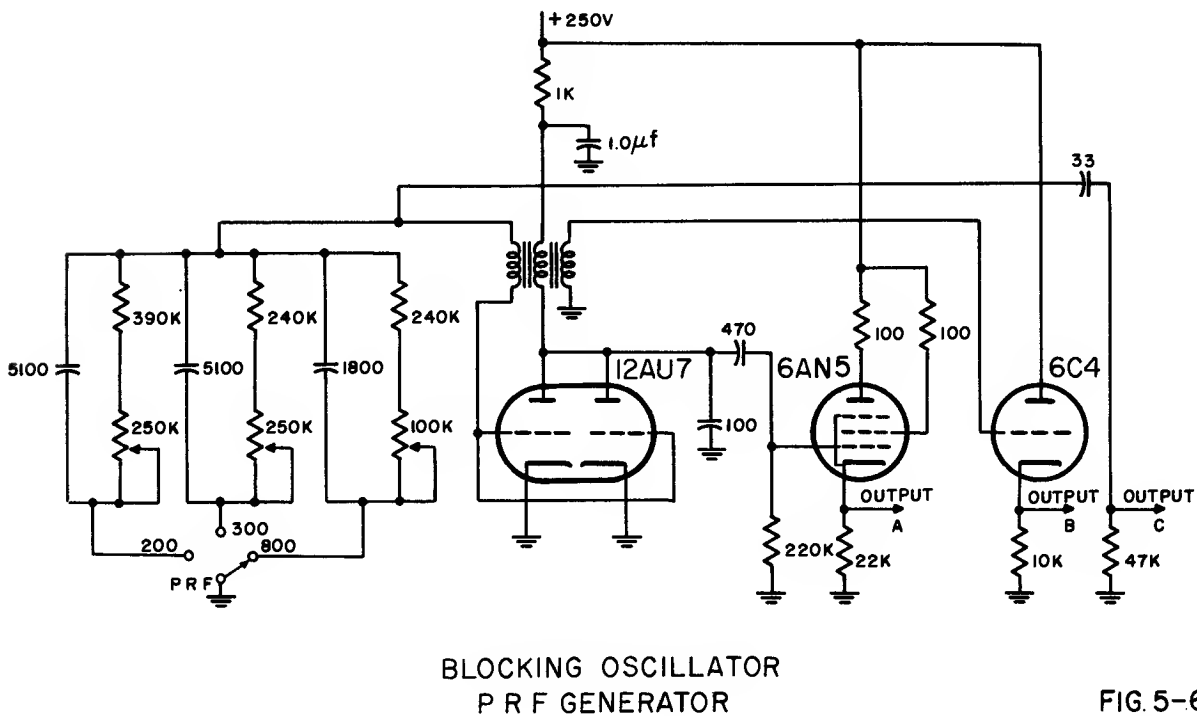 +250V
1K
1.0μf
33
390K
240K
240K
5100
5100
1800
250K
250K
100K
12AU7
470
100
100
100
6AN5
6C4
OUTPUT
A
OUTPUT
B
OUTPUT
C
200
300
800
PRF
220K
22K
10K
47K
BLOCKING OSCILLATOR
PRF GENERATOR
FIG. 5-6